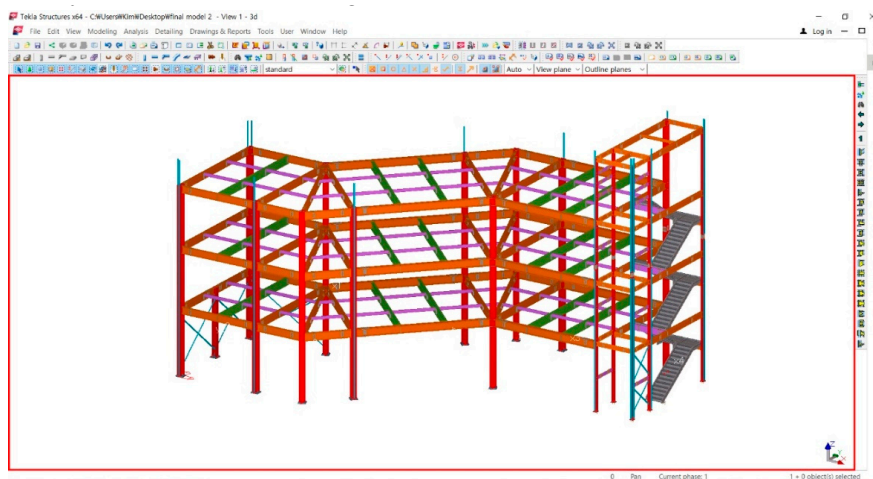 Tekla Structures x64 - C:₩Users₩Kim₩Desktop₩final model 2 - View 1 - 3d
File Edit View Modeling Analysis Detailing Drawings & Reports Tools User Window Help
Log in
standard
Auto
View plane
Outline planes
0 Pan Current phase: 1 1 + 0 object(s) selected